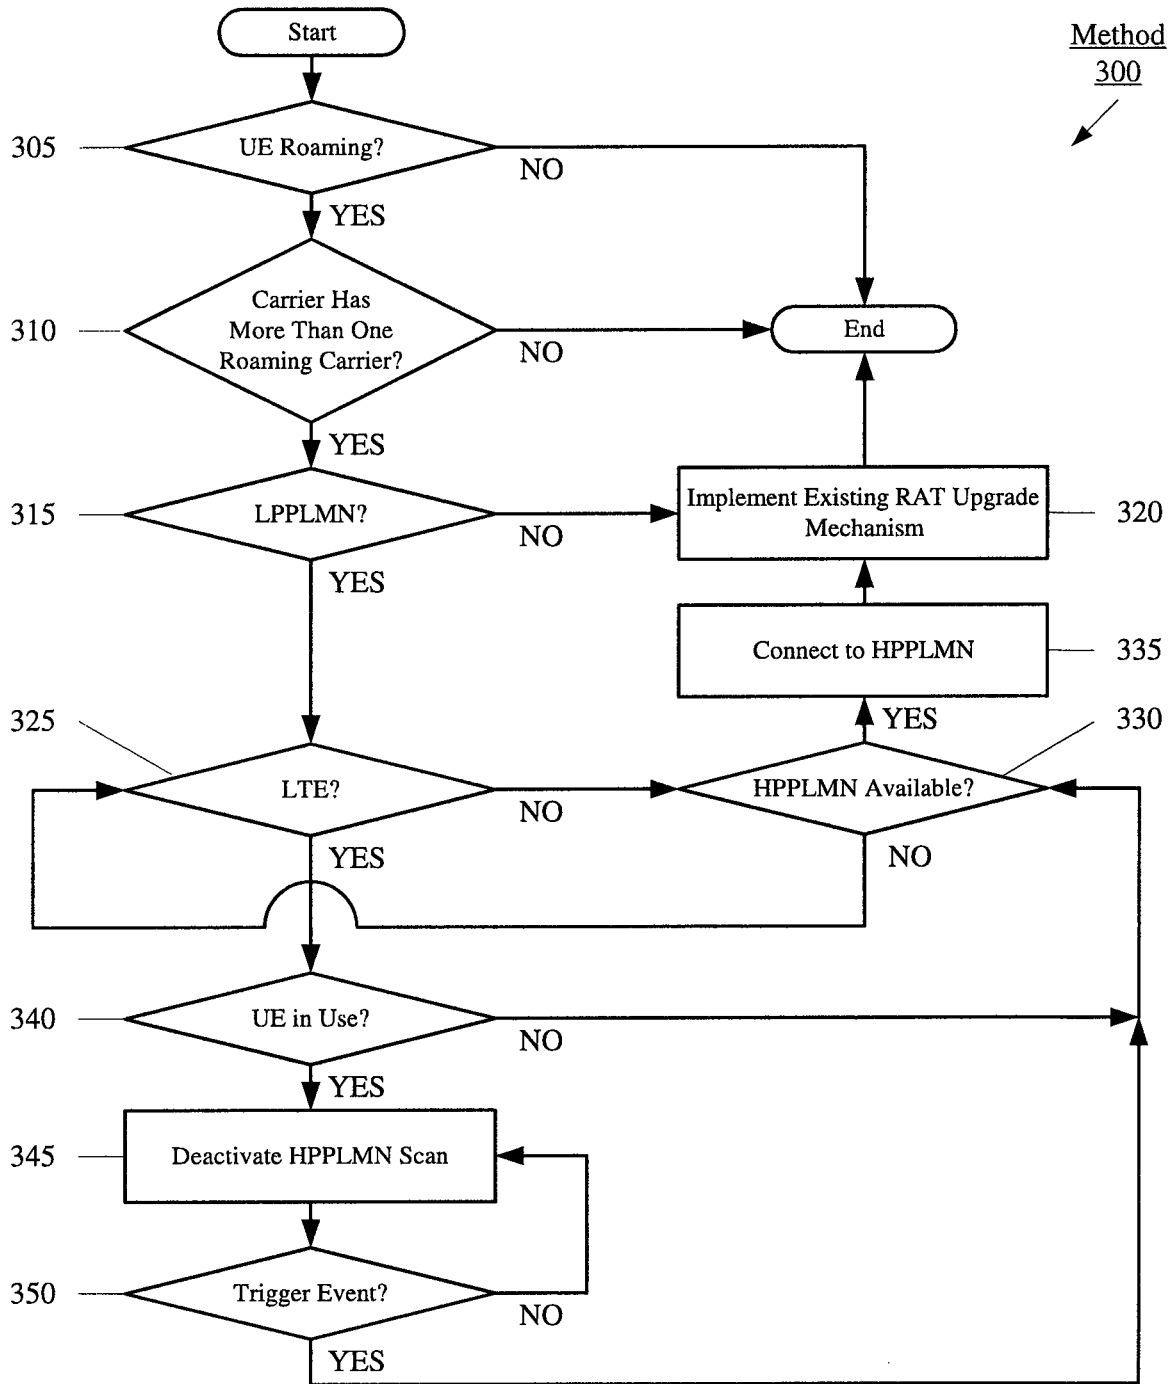 Start
Method
300
305
UE Roaming?
NO
YES
310
Carrier Has
More Than One
Roaming Carrier?
NO
End
YES
315
LPPLMN?
NO
Implement Existing RAT Upgrade
Mechanism
320
YES
Connect to HPPLMN
335
325
YES
330
LTE?
NO
HPPLMN Available?
YES
NO
340
UE in Use?
NO
YES
345
Deactivate HPPLMN Scan
350
Trigger Event?
NO
YES